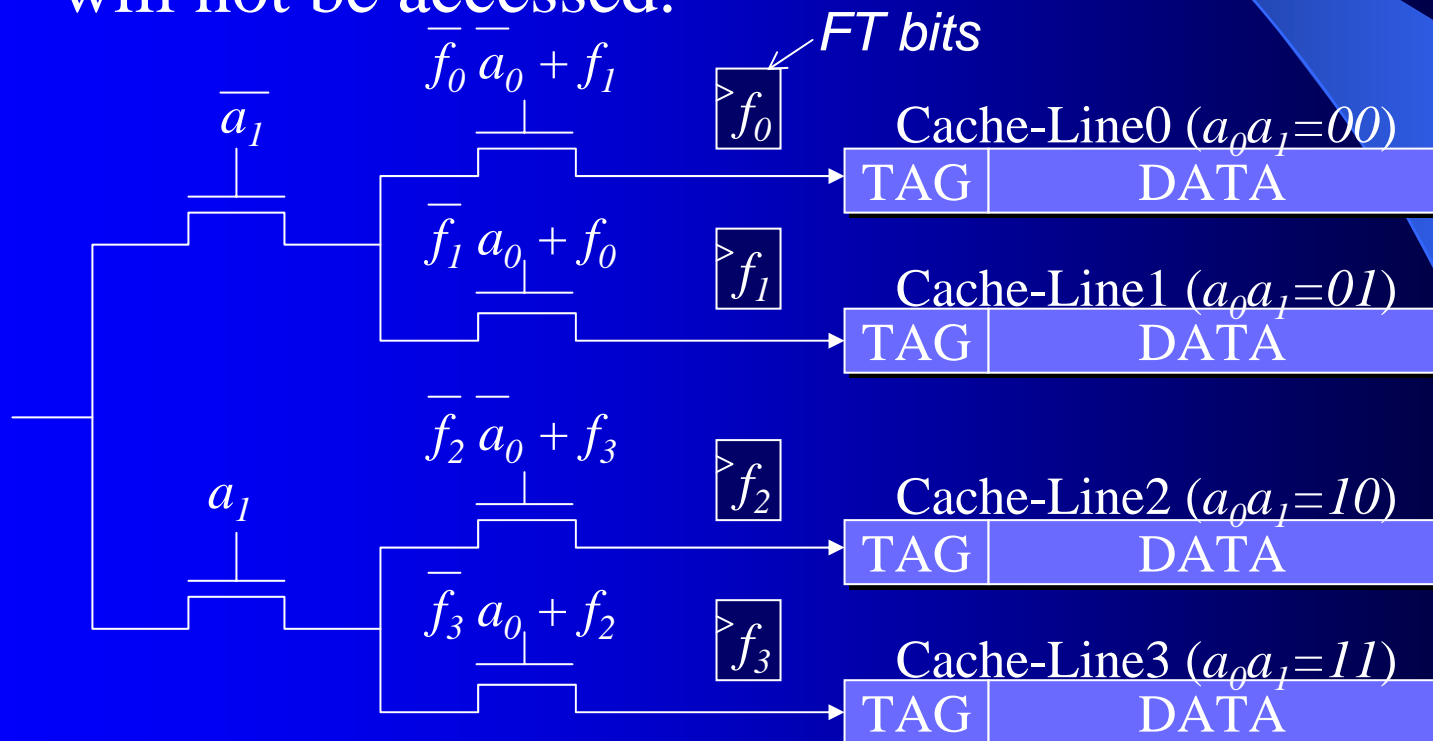 will not be accessed.
FT bits
f̅₀ a̅₀ + f₁
a̅₁
f₀
Cache-Line0 (a₀a₁=00)
TAG DATA
f̅₁ a₀ + f₀
f₁
Cache-Line1 (a₀a₁=01)
TAG DATA
f̅₂ a̅₀ + f₃
a₁
f₂
Cache-Line2 (a₀a₁=10)
TAG DATA
f̅₃ a₀ + f₂
f₃
Cache-Line3 (a₀a₁=11)
TAG DATA